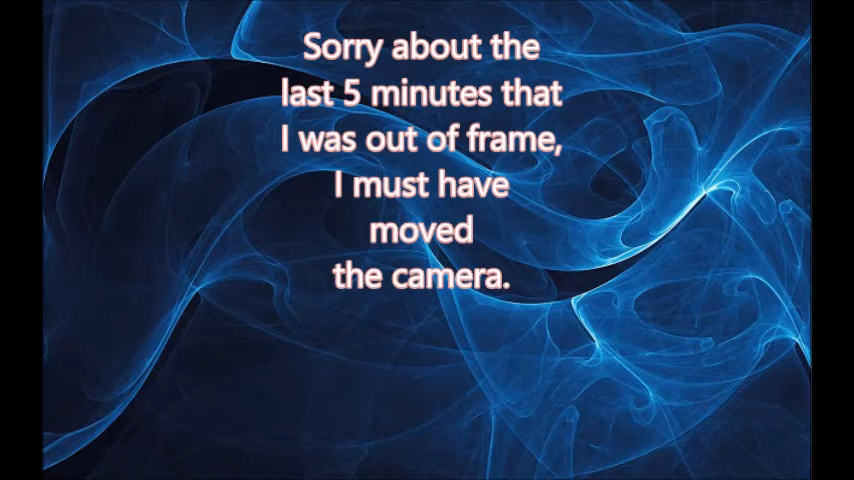 Sorry about the
last 5 minutes that
I was out of frame,
I must have
moved
the camera.